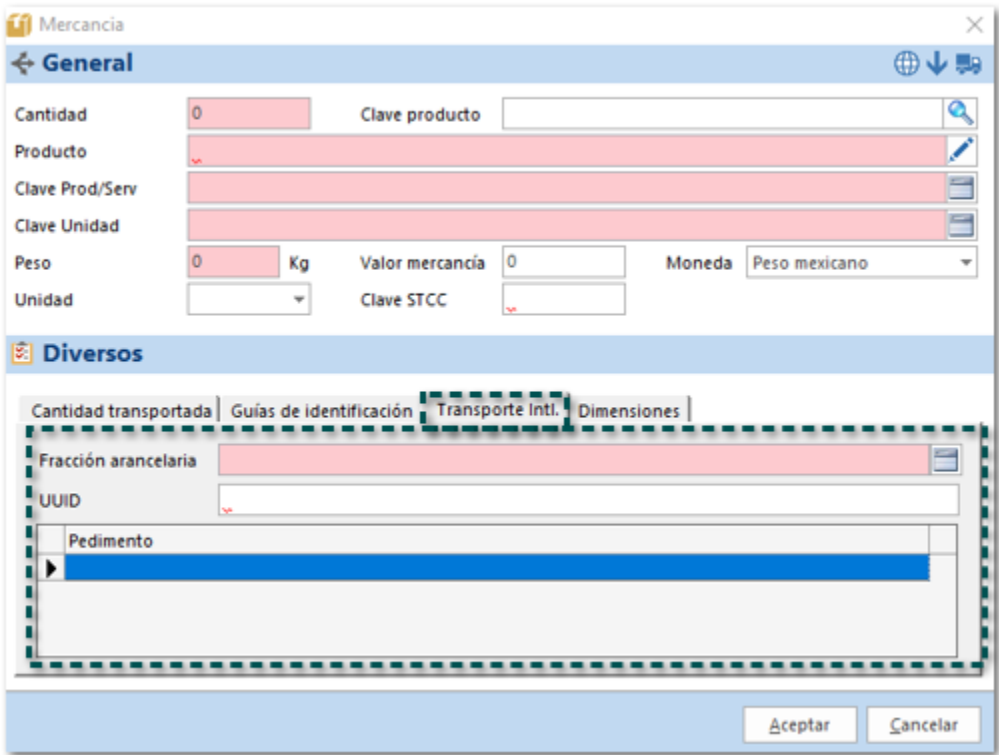 Mercancia
General
Cantidad 0 Clave producto
Producto
Clave Prod/Serv
Clave Unidad
Peso 0 Kg Valor mercancía 0 Moneda Peso mexicano
Unidad Clave STCC
Diversos
Cantidad transportada Guías de identificación Transporte Intl. Dimensiones
Fracción arancelaria
UUID
Pedimento
Aceptar Cancelar